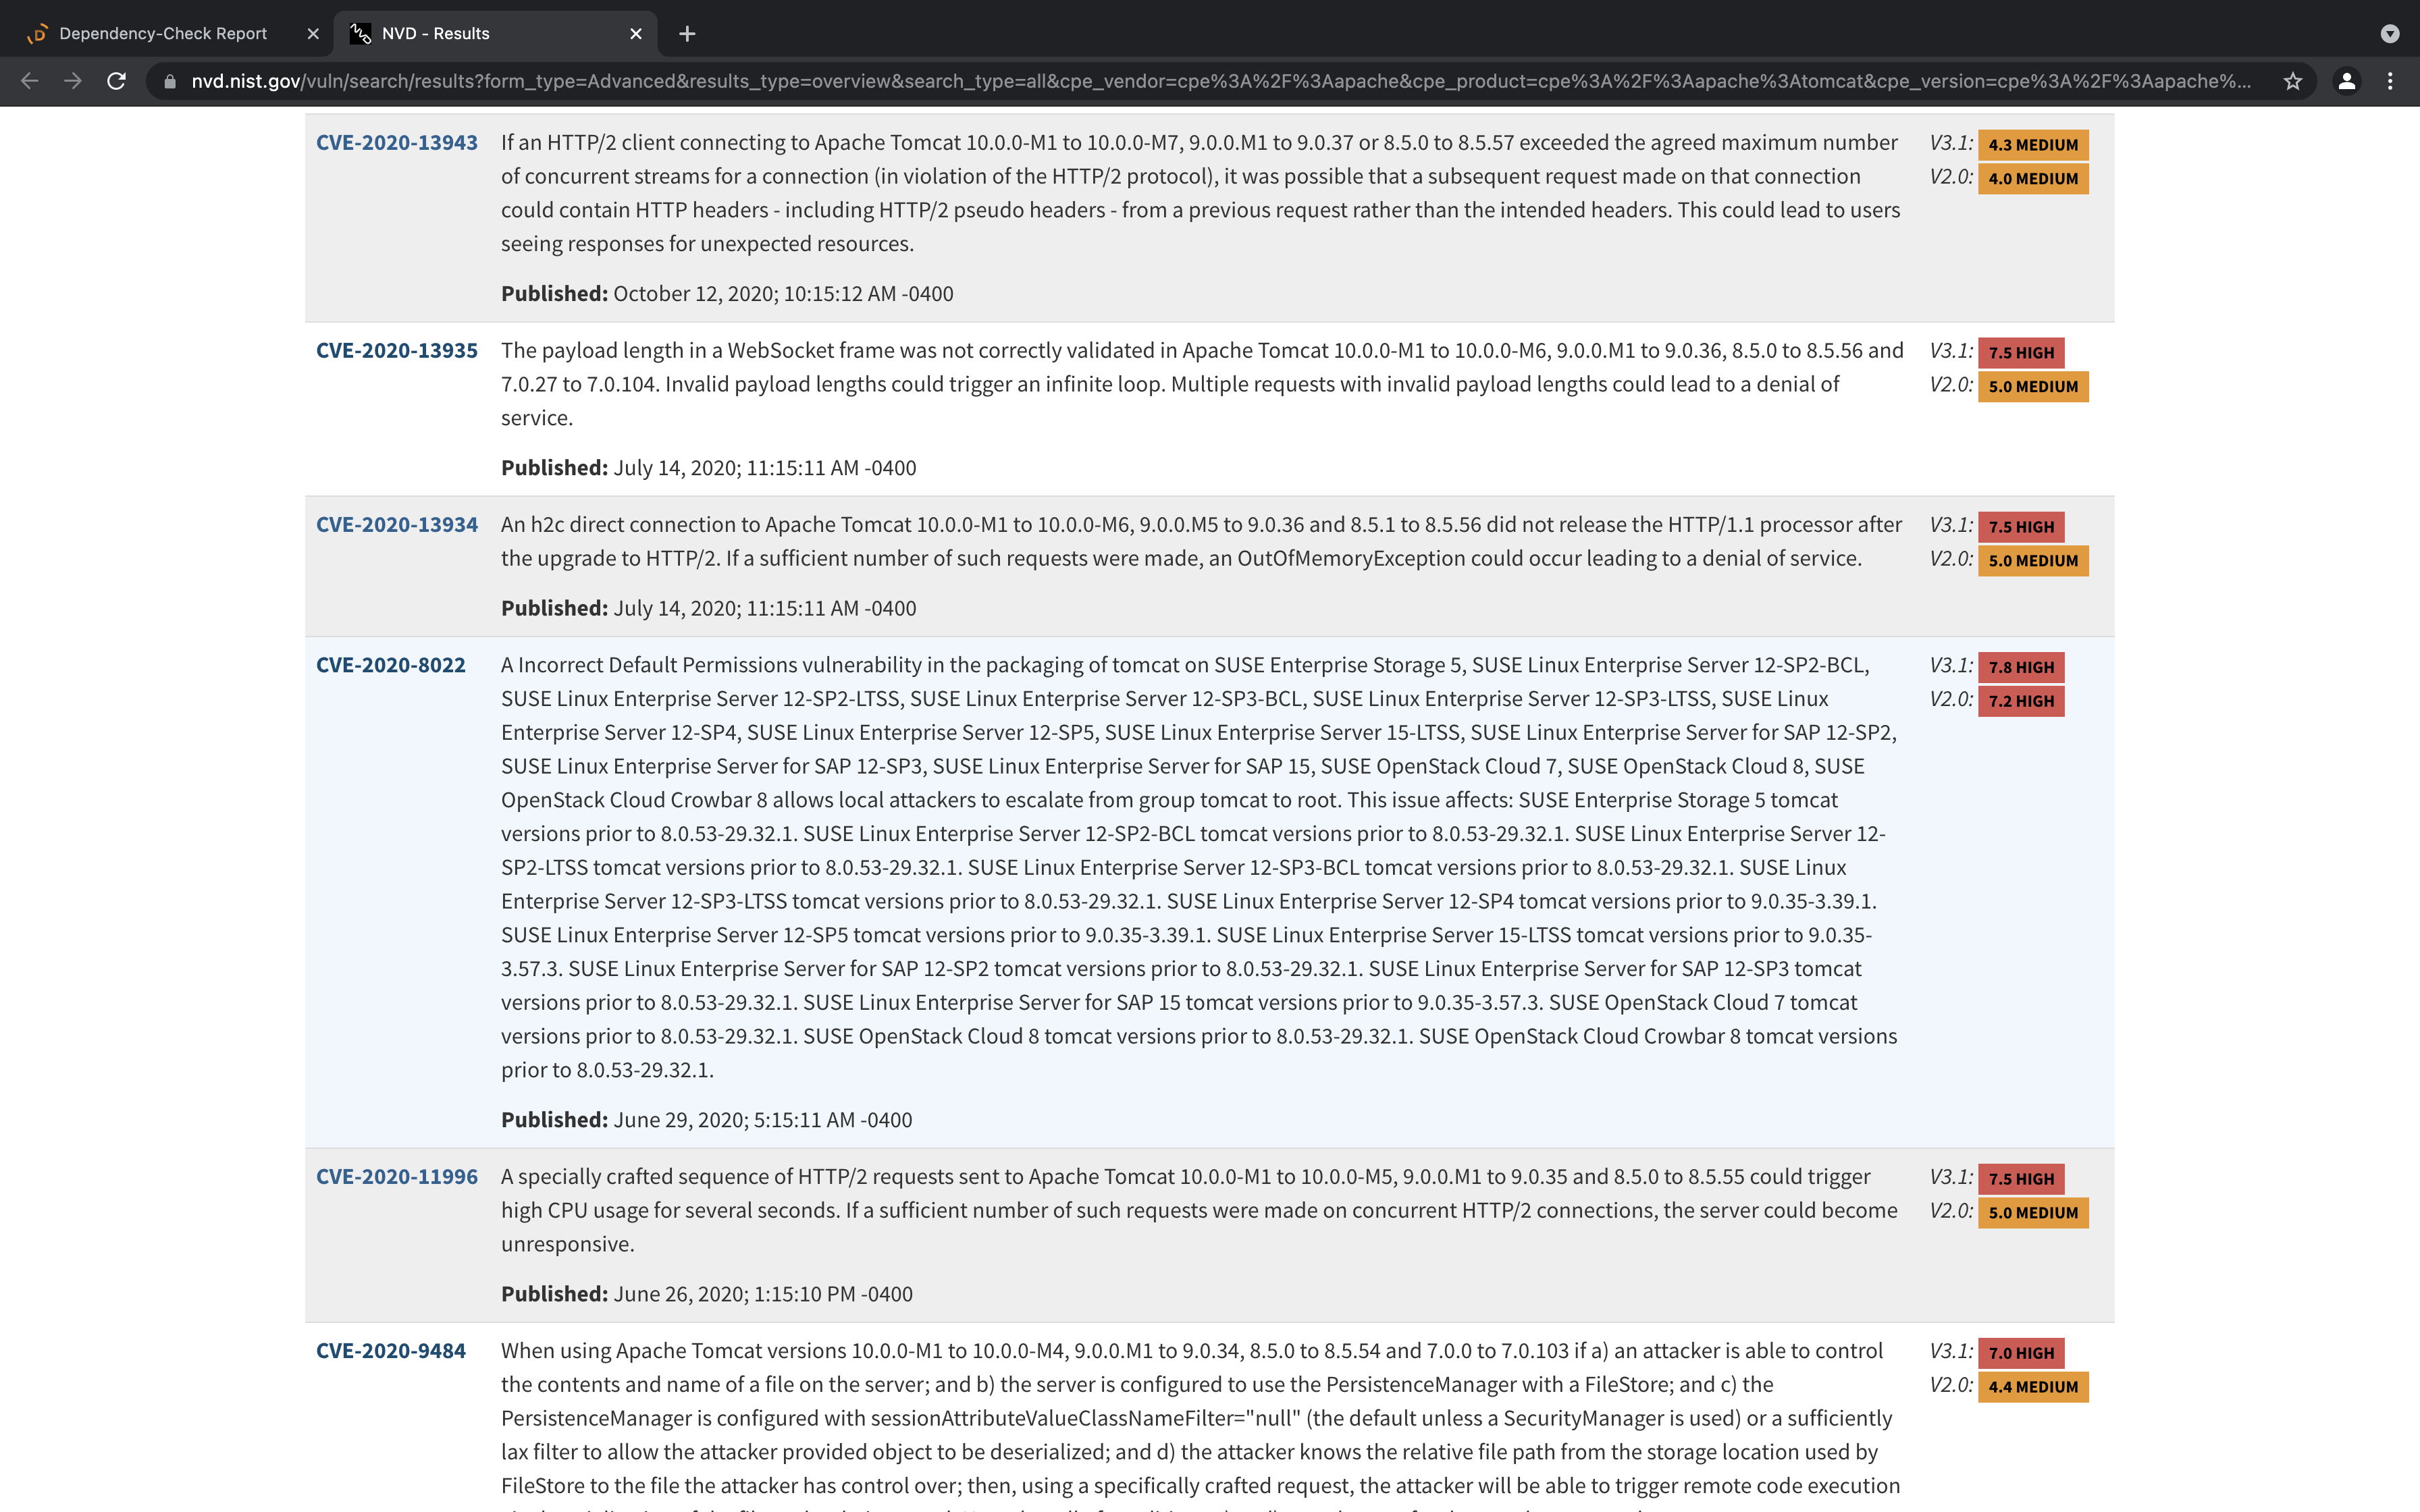 Dependency-Check Report
NVD - Results
nvd.nist.gov/vuln/search/results?form_type=Advanced&results_type=overview&search_type=all&cpe_vendor=cpe%3A%2F%3Aapache&cpe_product=cpe%3A%2F%3Aapache%3Atomcat&cpe_version=cpe%3A%2F%3Aapache%...
CVE-2020-13943
If an HTTP/2 client connecting to Apache Tomcat 10.0.0-M1 to 10.0.0-M7, 9.0.0.M1 to 9.0.37 or 8.5.0 to 8.5.57 exceeded the agreed maximum number
of concurrent streams for a connection (in violation of the HTTP/2 protocol), it was possible that a subsequent request made on that connection
could contain HTTP headers - including HTTP/2 pseudo headers - from a previous request rather than the intended headers. This could lead to users
seeing responses for unexpected resources.
Published: October 12, 2020; 10:15:12 AM -0400
V3.1: 4.3 MEDIUM
V2.0: 4.0 MEDIUM
CVE-2020-13935
The payload length in a WebSocket frame was not correctly validated in Apache Tomcat 10.0.0-M1 to 10.0.0-M6, 9.0.0.M1 to 9.0.36, 8.5.0 to 8.5.56 and
7.0.27 to 7.0.104. Invalid payload lengths could trigger an infinite loop. Multiple requests with invalid payload lengths could lead to a denial of
service.
Published: July 14, 2020; 11:15:11 AM -0400
V3.1: 7.5 HIGH
V2.0: 5.0 MEDIUM
CVE-2020-13934
An h2c direct connection to Apache Tomcat 10.0.0-M1 to 10.0.0-M6, 9.0.0.M5 to 9.0.36 and 8.5.1 to 8.5.56 did not release the HTTP/1.1 processor after
the upgrade to HTTP/2. If a sufficient number of such requests were made, an OutOfMemoryException could occur leading to a denial of service.
Published: July 14, 2020; 11:15:11 AM -0400
V3.1: 7.5 HIGH
V2.0: 5.0 MEDIUM
CVE-2020-8022
A Incorrect Default Permissions vulnerability in the packaging of tomcat on SUSE Enterprise Storage 5, SUSE Linux Enterprise Server 12-SP2-BCL,
SUSE Linux Enterprise Server 12-SP2-LTSS, SUSE Linux Enterprise Server 12-SP3-BCL, SUSE Linux Enterprise Server 12-SP3-LTSS, SUSE Linux
Enterprise Server 12-SP4, SUSE Linux Enterprise Server 12-SP5, SUSE Linux Enterprise Server 15-LTSS, SUSE Linux Enterprise Server for SAP 12-SP2,
SUSE Linux Enterprise Server for SAP 12-SP3, SUSE Linux Enterprise Server for SAP 15, SUSE OpenStack Cloud 7, SUSE OpenStack Cloud 8, SUSE
OpenStack Cloud Crowbar 8 allows local attackers to escalate from group tomcat to root. This issue affects: SUSE Enterprise Storage 5 tomcat
versions prior to 8.0.53-29.32.1. SUSE Linux Enterprise Server 12-SP2-BCL tomcat versions prior to 8.0.53-29.32.1. SUSE Linux Enterprise Server 12-
SP2-LTSS tomcat versions prior to 8.0.53-29.32.1. SUSE Linux Enterprise Server 12-SP3-BCL tomcat versions prior to 8.0.53-29.32.1. SUSE Linux
Enterprise Server 12-SP3-LTSS tomcat versions prior to 8.0.53-29.32.1. SUSE Linux Enterprise Server 12-SP4 tomcat versions prior to 9.0.35-3.39.1.
SUSE Linux Enterprise Server 12-SP5 tomcat versions prior to 9.0.35-3.39.1. SUSE Linux Enterprise Server 15-LTSS tomcat versions prior to 9.0.35-
3.57.3. SUSE Linux Enterprise Server for SAP 12-SP2 tomcat versions prior to 8.0.53-29.32.1. SUSE Linux Enterprise Server for SAP 12-SP3 tomcat
versions prior to 8.0.53-29.32.1. SUSE Linux Enterprise Server for SAP 15 tomcat versions prior to 9.0.35-3.57.3. SUSE OpenStack Cloud 7 tomcat
versions prior to 8.0.53-29.32.1. SUSE OpenStack Cloud 8 tomcat versions prior to 8.0.53-29.32.1. SUSE OpenStack Cloud Crowbar 8 tomcat versions
prior to 8.0.53-29.32.1.
Published: June 29, 2020; 5:15:11 AM -0400
V3.1: 7.8 HIGH
V2.0: 7.2 HIGH
CVE-2020-11996
A specially crafted sequence of HTTP/2 requests sent to Apache Tomcat 10.0.0-M1 to 10.0.0-M5, 9.0.0.M1 to 9.0.35 and 8.5.0 to 8.5.55 could trigger
high CPU usage for several seconds. If a sufficient number of such requests were made on concurrent HTTP/2 connections, the server could become
unresponsive.
Published: June 26, 2020; 1:15:10 PM -0400
V3.1: 7.5 HIGH
V2.0: 5.0 MEDIUM
CVE-2020-9484
When using Apache Tomcat versions 10.0.0-M1 to 10.0.0-M4, 9.0.0.M1 to 9.0.34, 8.5.0 to 8.5.54 and 7.0.0 to 7.0.103 if a) an attacker is able to control
the contents and name of a file on the server; and b) the server is configured to use the PersistenceManager with a FileStore; and c) the
PersistenceManager is configured with sessionAttributeValueClassNameFilter="null" (the default unless a SecurityManager is used) or a sufficiently
lax filter to allow the attacker provided object to be deserialized; and d) the attacker knows the relative file path from the storage location used by
FileStore to the file the attacker has control over; then, using a specifically crafted request, the attacker will be able to trigger remote code execution
V3.1: 7.0 HIGH
V2.0: 4.4 MEDIUM